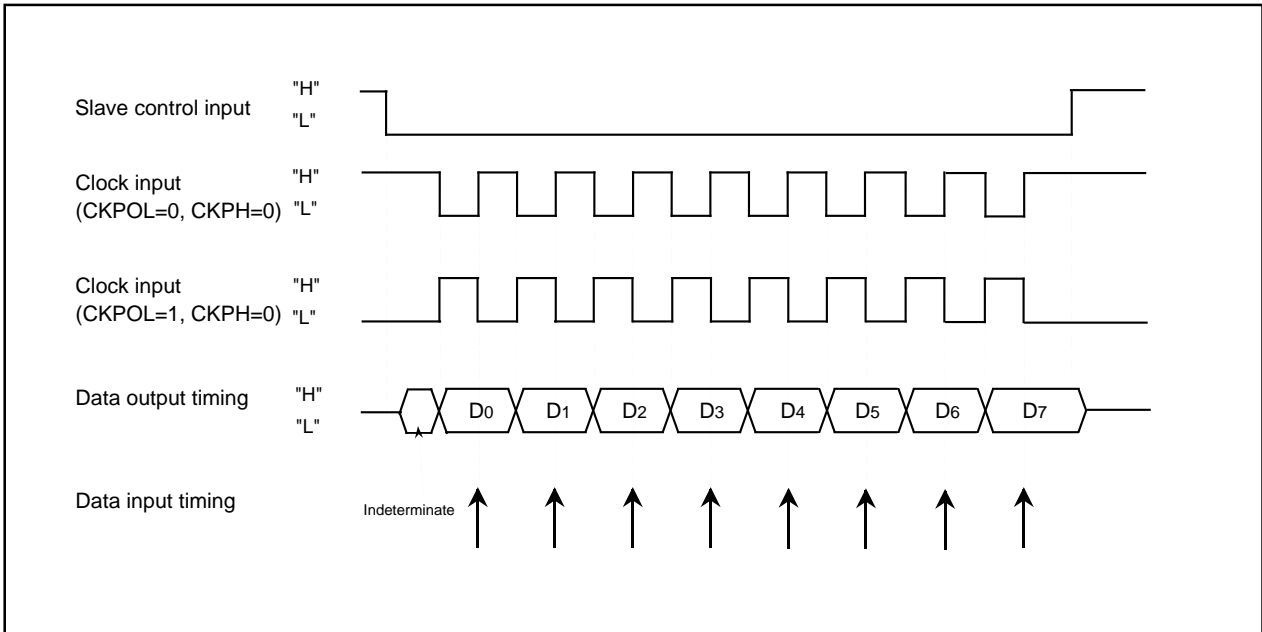 Slave control input "H"
"L"
Clock input "H"
(CKPOL=0, CKPH=0) "L"
Clock input "H"
(CKPOL=1, CKPH=0) "L"
Data output timing "H"
"L"
D0 D1 D2 D3 D4 D5 D6 D7
Data input timing
Indeterminate